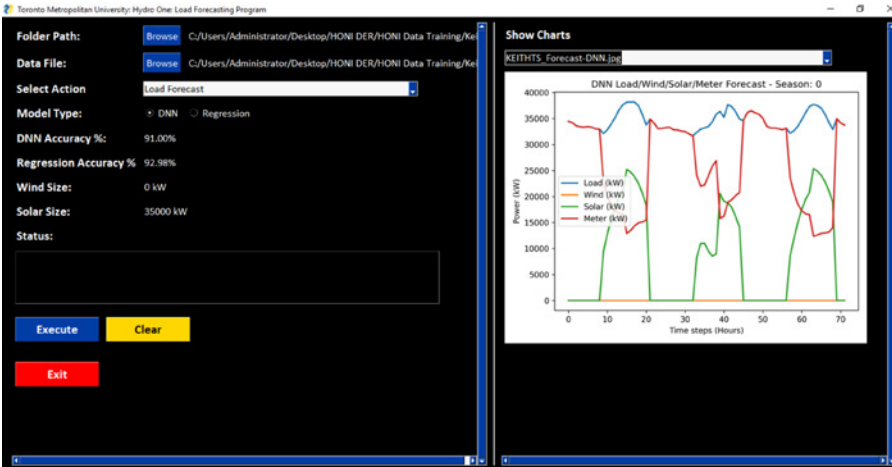 Toronto Metropolitan University: Hydro One: Load Forecasting Program
Folder Path:
Browse
C:/Users/Administrator/Desktop/HONI DER/HONI Data Training/Kei
Data File:
Browse
C:/Users/Administrator/Desktop/HONI DER/HONI Data Training/Kei
Select Action
Load Forecast
Model Type:
DNN
Regression
DNN Accuracy %:
91.00%
Regression Accuracy %
92.98%
Wind Size:
0 kW
Solar Size:
35000 kW
Status:
Execute
Clear
Exit
Show Charts
KEITHTS_Forecast-DNN.jpg
DNN Load/Wind/Solar/Meter Forecast - Season: 0
Power (kW)
40000
35000
30000
25000
20000
15000
10000
5000
0
Load (kW)
Wind (kW)
Solar (kW)
Meter (kW)
0 10 20 30 40 50 60 70
Time steps (Hours)